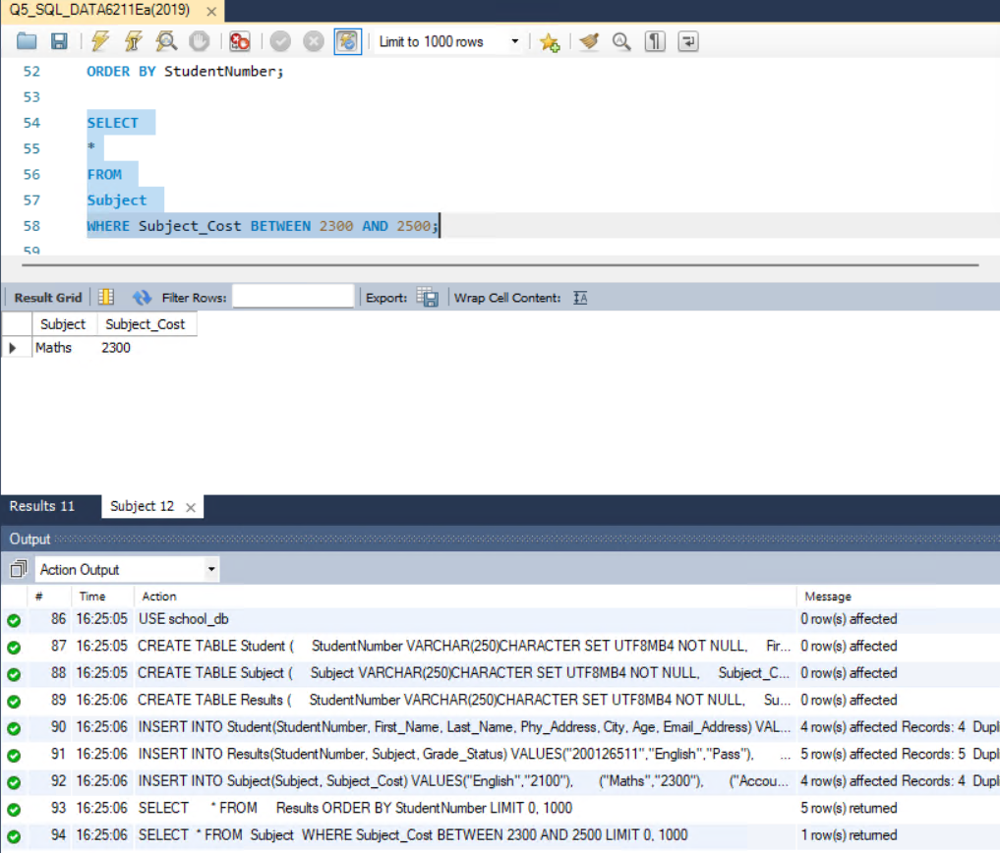 Q5_SQL_DATA6211Ea(2019)
Limit to 1000 rows
52 ORDER BY StudentNumber;
53
54 SELECT
55 *
56 FROM
57 Subject
58 WHERE Subject_Cost BETWEEN 2300 AND 2500;
59
Result Grid Filter Rows: Export: Wrap Cell Content:
Subject Subject_Cost
Maths 2300
Results 11 Subject 12
Output
Action Output
# Time Action Message
86 16:25:05 USE school_db 0 row(s) affected
87 16:25:05 CREATE TABLE Student ( StudentNumber VARCHAR(250)CHARACTER SET UTF8MB4 NOT NULL, Fir... 0 row(s) affected
88 16:25:06 CREATE TABLE Subject ( Subject VARCHAR(250)CHARACTER SET UTF8MB4 NOT NULL, Subject_C... 0 row(s) affected
89 16:25:06 CREATE TABLE Results ( StudentNumber VARCHAR(250)CHARACTER SET UTF8MB4 NOT NULL, Su... 0 row(s) affected
90 16:25:06 INSERT INTO Student(StudentNumber, First_Name, Last_Name, Phy_Address, City, Age, Email_Address) VAL... 4 row(s) affected Records: 4 Dupli
91 16:25:06 INSERT INTO Results(StudentNumber, Subject, Grade_Status) VALUES("200126511","English","Pass"), ... 5 row(s) affected Records: 5 Dupli
92 16:25:06 INSERT INTO Subject(Subject, Subject_Cost) VALUES("English","2100"), ("Maths","2300"), ("Accou... 4 row(s) affected Records: 4 Dupli
93 16:25:06 SELECT * FROM Results ORDER BY StudentNumber LIMIT 0, 1000 5 row(s) returned
94 16:25:06 SELECT * FROM Subject WHERE Subject_Cost BETWEEN 2300 AND 2500 LIMIT 0, 1000 1 row(s) returned